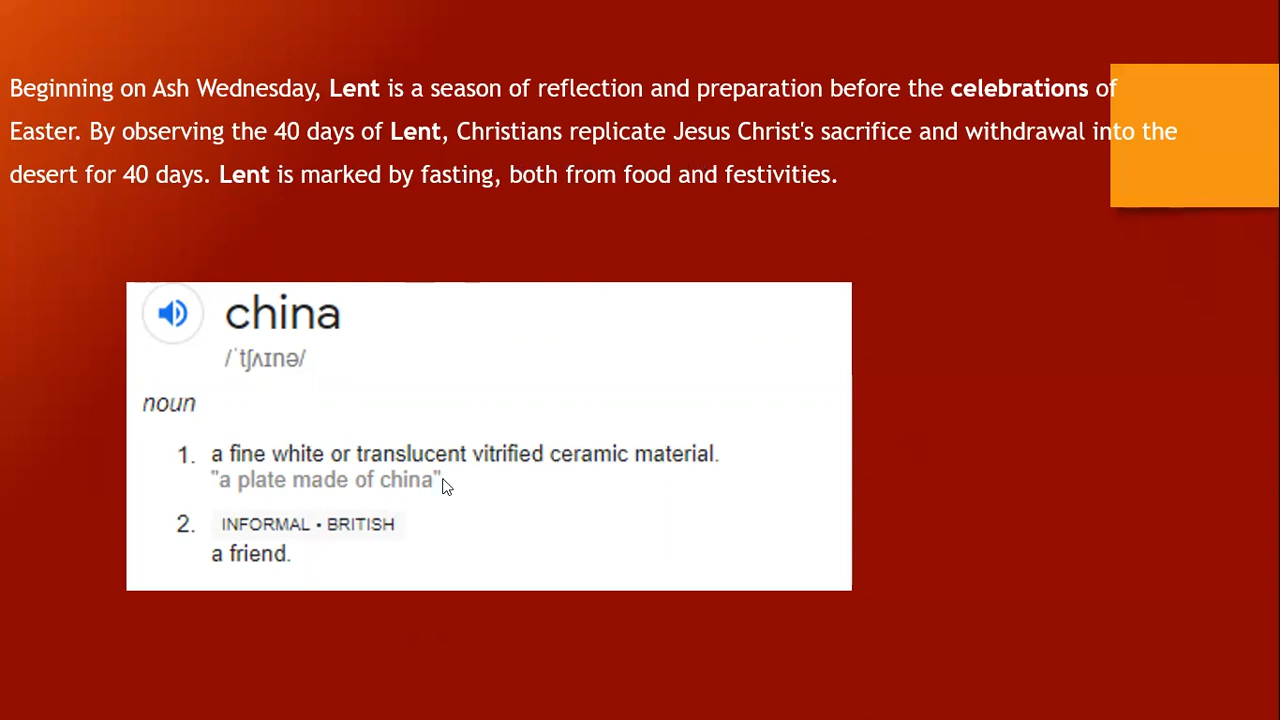 Beginning on Ash Wednesday, Lent is a season of reflection and preparation before the celebrations of
Easter. By observing the 40 days of Lent, Christians replicate Jesus Christ's sacrifice and withdrawal into the
desert for 40 days. Lent is marked by fasting, both from food and festivities.
china
/ˈtʃʌɪnə/
noun
1. a fine white or translucent vitrified ceramic material.
"a plate made of china"
2. INFORMAL • BRITISH
a friend.